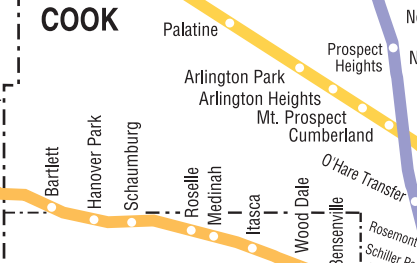 COOK
Palatine
Prospect
Heights
Arlington Park
Arlington Heights
Mt. Prospect
Cumberland
O'Hare Transfer
Bartlett
Hanover Park
Schaumburg
Roselle
Medinah
Itasca
Wood Dale
Bensenville
Rosemont
Schiller